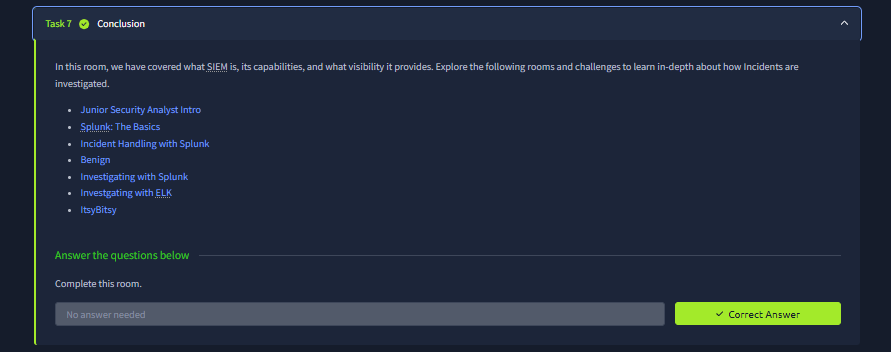 Task 7 Conclusion
In this room, we have covered what SIEM is, its capabilities, and what visibility it provides. Explore the following rooms and challenges to learn in-depth about how Incidents are
investigated.
Junior Security Analyst Intro
Splunk: The Basics
Incident Handling with Splunk
Benign
Investigating with Splunk
Investgating with ELK
ItsyBitsy
Answer the questions below
Complete this room.
No answer needed
Correct Answer